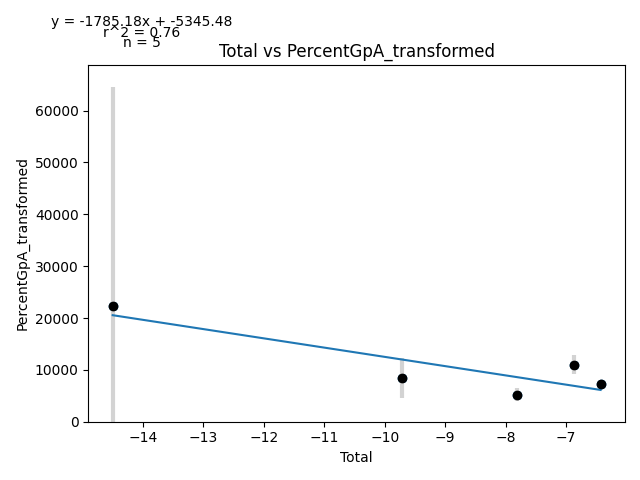 y = -1785.18x + -5345.48
r^2 = 0.76
n = 5
Total vs PercentGpA_transformed
PercentGpA_transformed
60000
50000
40000
30000
20000
10000
0
−14
−13
−12
−11
−10
−9
−8
−7
Total